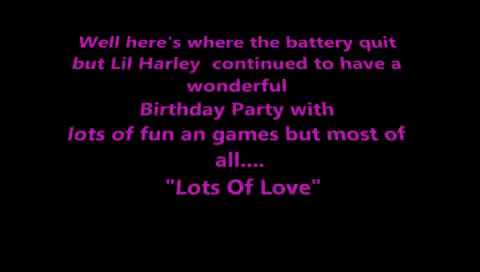 Well here's where the battery quit
but Lil Harley continued to have a
wonderful
Birthday Party with
lots of fun an games but most of
all....
"Lots Of Love"